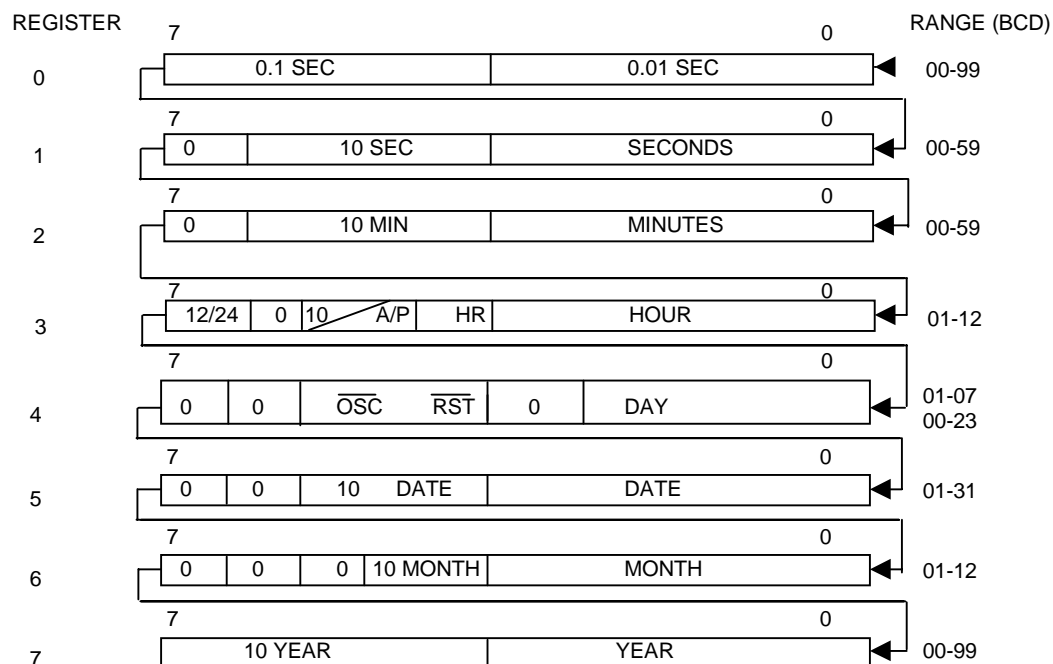 REGISTER 7 0 RANGE (BCD)
0 0.1 SEC 0.01 SEC 00-99
7 0
1 0 10 SEC SECONDS 00-59
7 0
2 0 10 MIN MINUTES 00-59
7 0
3 12/24 0 10 A/P HR HOUR 01-12
7 0
4 0 0 OSC RST 0 DAY 01-07
00-23
7 0
5 0 0 10 DATE DATE 01-31
7 0
6 0 0 0 10 MONTH MONTH 01-12
7 0
7 10 YEAR YEAR 00-99